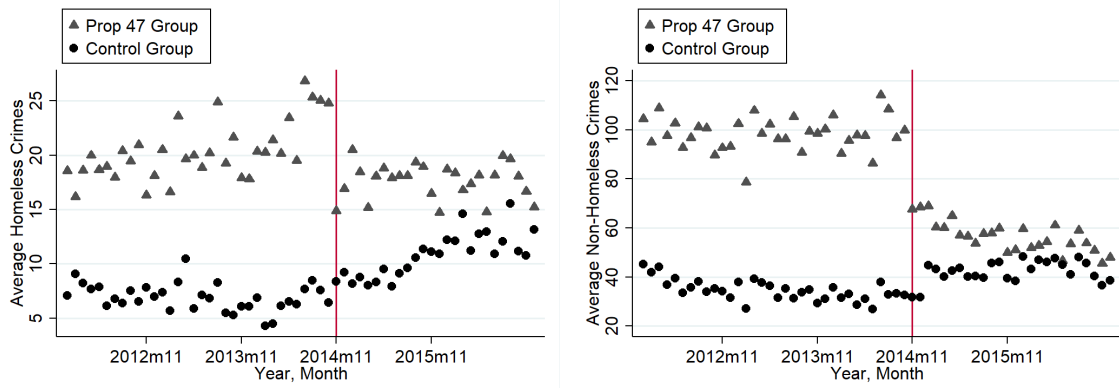 Prop 47 Group
Control Group
Average Homeless Crimes
25
20
15
10
5
2012m11 2013m11 2014m11 2015m11
Year, Month
Prop 47 Group
Control Group
Average Non-Homeless Crimes
120
100
80
60
40
20
2012m11 2013m11 2014m11 2015m11
Year, Month